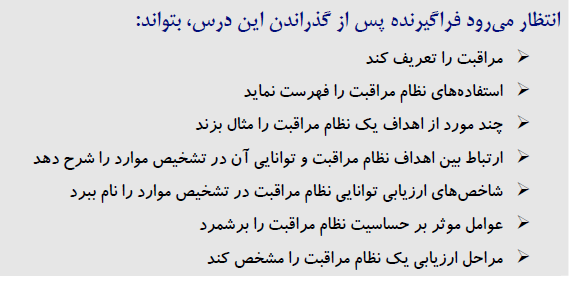 انتظار می‌رود فراگیرنده پس از گذراندن این درس، بتواند:
➢ مراقبت را تعریف کند
➢ استفاده‌های نظام مراقبت را فهرست نماید
➢ چند مورد از اهداف یک نظام مراقبت را مثال بزند
➢ ارتباط بین اهداف نظام مراقبت و توانایی آن در تشخیص موارد را شرح دهد
➢ شاخص‌های ارزیابی توانایی نظام مراقبت در تشخیص موارد را نام ببرد
➢ عوامل موثر بر حساسیت نظام مراقبت را برشمرد
➢ مراحل ارزیابی یک نظام مراقبت را مشخص کند